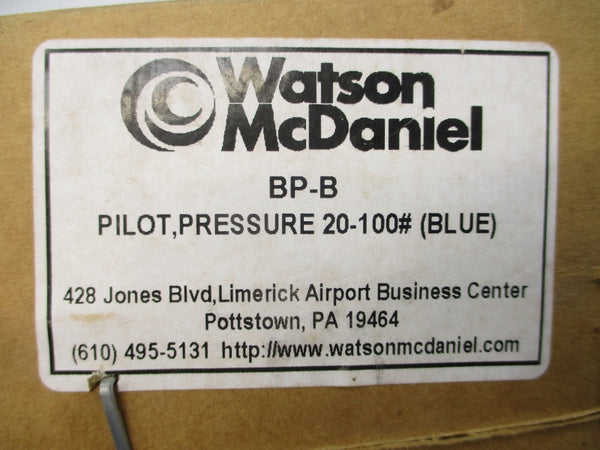 Watson
McDaniel
BP-B
PILOT,PRESSURE 20-100# (BLUE)
428 Jones Blvd,Limerick Airport Business Center
Pottstown, PA 19464
(610) 495-5131 http://www.watsonmcdaniel.com